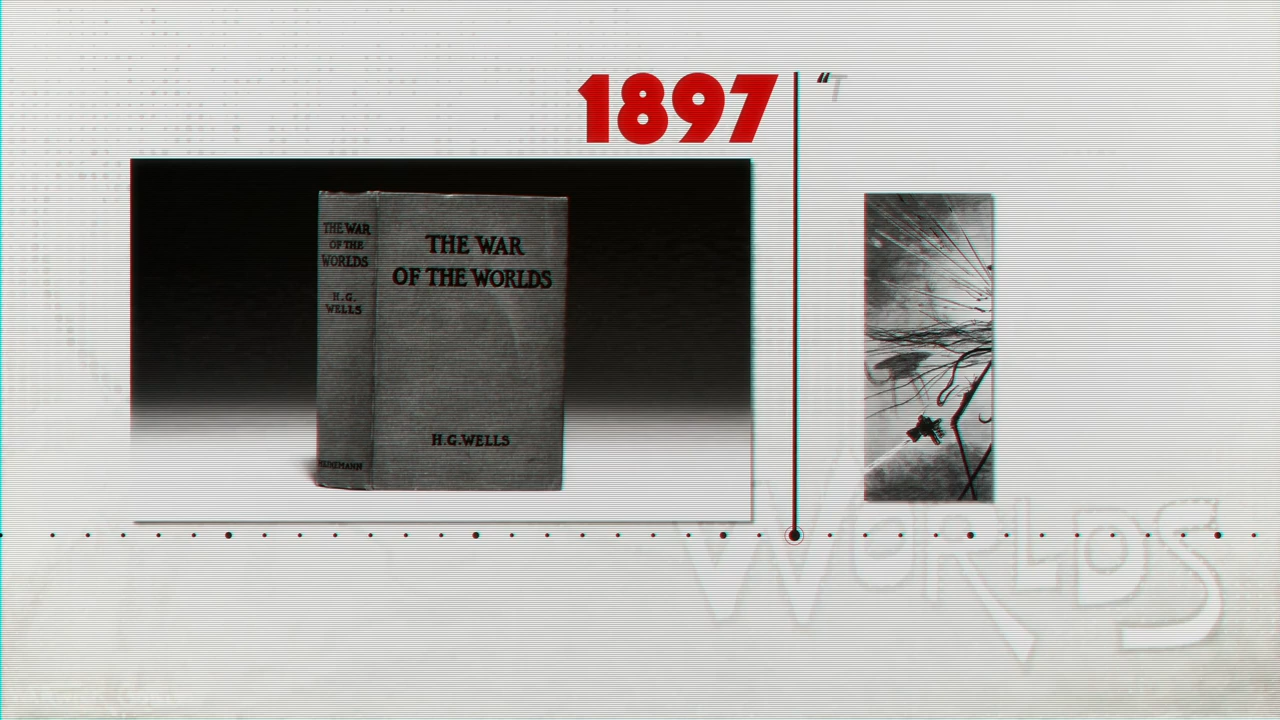 1897
“T
THE WAR
OF THE
WORLDS
H.G.
WELLS
HEINEMANN
THE WAR
OF THE WORLDS
H.G.WELLS
WORLDS